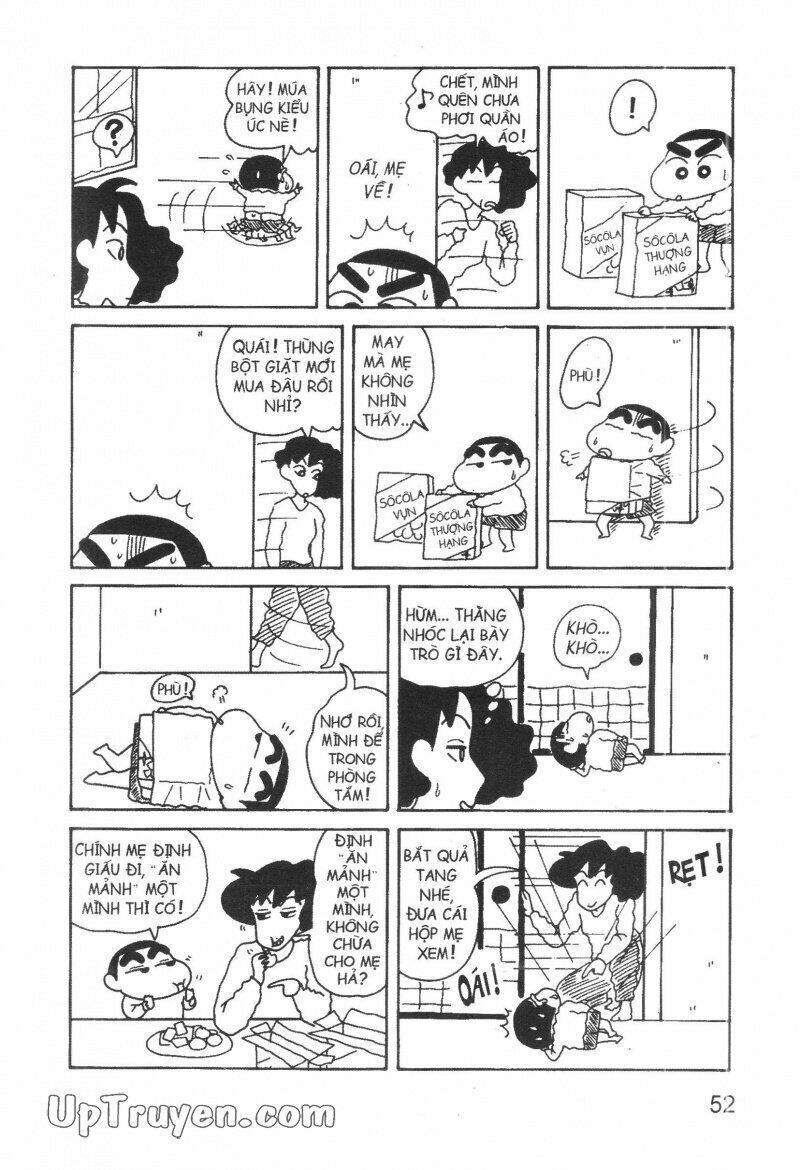 !
SÔCÔLA
VỤN
SÔCÔLA
THƯỢNG
HẠNG
CHẾT, MÌNH
QUÊN CHƯA
PHƠI QUẦN
ÁO!
OÁI, MẸ
VỀ!
HÂY! MÚA
BỤNG KIỂU
ÚC NÈ!
?
PHÙ!
MAY
MÀ MẸ
KHÔNG
NHÌN
THẤY...
SÔCÔLA
VỤN
SÔCÔLA
THƯỢNG
HẠNG
QUÁI! THÙNG
BỘT GIẶT MỚI
MUA ĐÂU RỒI
NHỈ?
KHÒ...
KHÒ...
HỪM... THẰNG
NHÓC LẠI BÀY
TRÒ GÌ ĐÂY.
NHỚ RỒI,
MÌNH ĐỂ
TRONG
PHÒNG
TẮM!
PHÙ!
RẸT!
BẮT QUẢ
TANG
NHÉ,
ĐƯA CÁI
HỘP MẸ
XEM!
OÁI!
ĐỊNH
"ĂN
MẢNH"
MỘT
MÌNH,
KHÔNG
CHỪA
CHO MẸ
HẢ?
CHÍNH MẸ ĐỊNH
GIẤU ĐI, "ĂN
MẢNH" MỘT
MÌNH THÌ CÓ!
52
UpTruyen.com